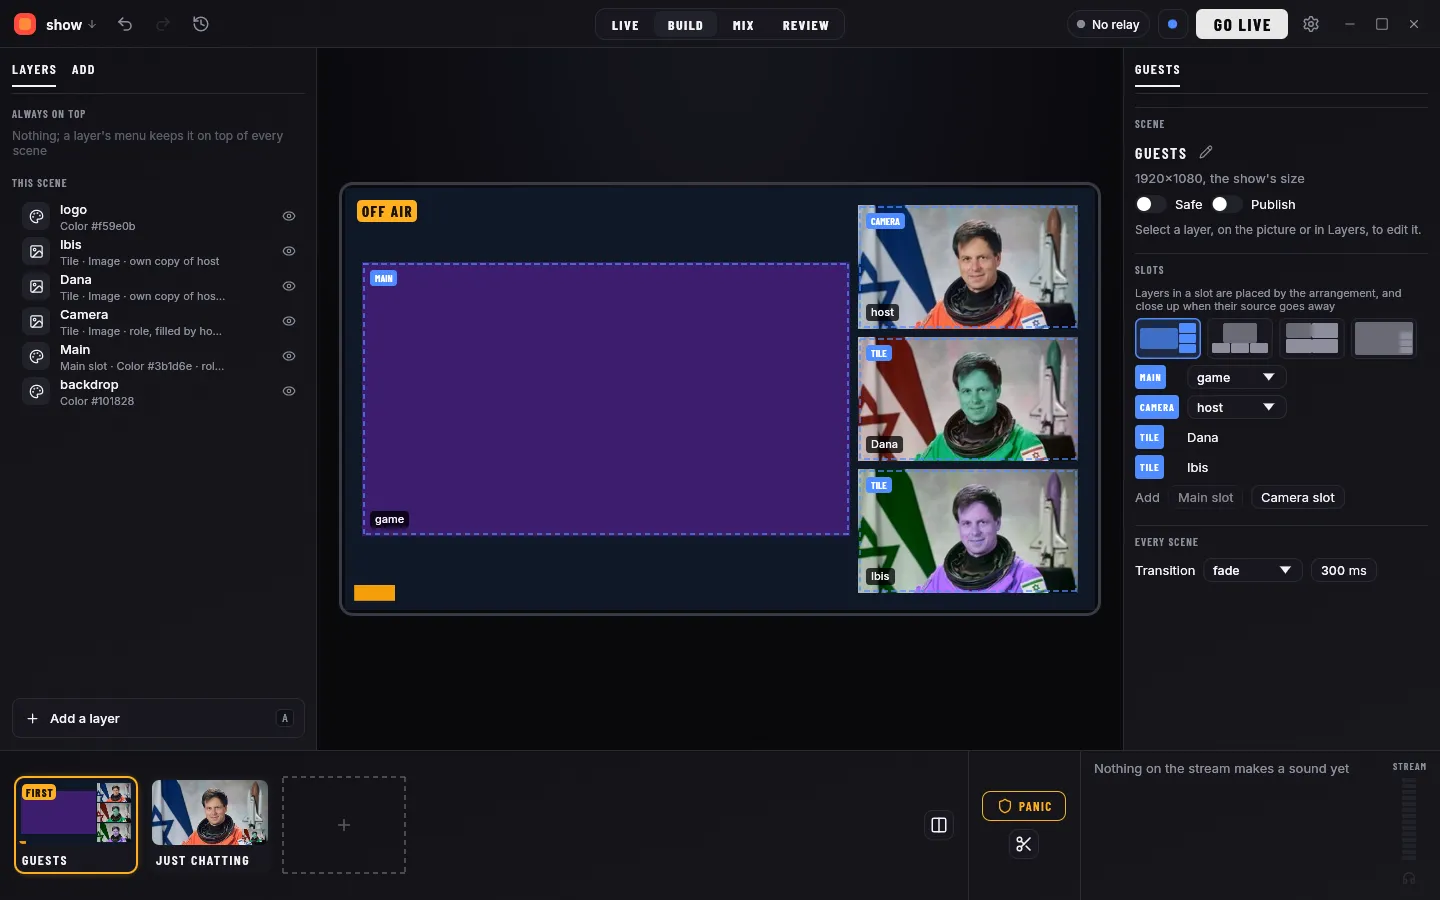 show
LIVE
BUILD
MIX
REVIEW
No relay
GO LIVE
LAYERS
ADD
ALWAYS ON TOP
Nothing; a layer's menu keeps it on top of every
scene
THIS SCENE
logo
Color #f59e0b
Ibis
Tile · Image · own copy of host
Dana
Tile · Image · own copy of hos...
Camera
Tile · Image · role, filled by ho...
Main
Main slot · Color #3b1d6e · rol...
backdrop
Color #101828
Add a layer
A
OFF AIR
MAIN
game
CAMERA
host
TILE
Dana
TILE
Ibis
GUESTS
SCENE
GUESTS
1920×1080, the show's size
Safe
Publish
Select a layer, on the picture or in Layers, to edit it.
SLOTS
Layers in a slot are placed by the arrangement, and
close up when their source goes away
MAIN
game
CAMERA
host
TILE
Dana
TILE
Ibis
Add
Main slot
Camera slot
EVERY SCENE
Transition
fade
300 ms
FIRST
GUESTS
JUST CHATTING
PANIC
Nothing on the stream makes a sound yet
STREAM